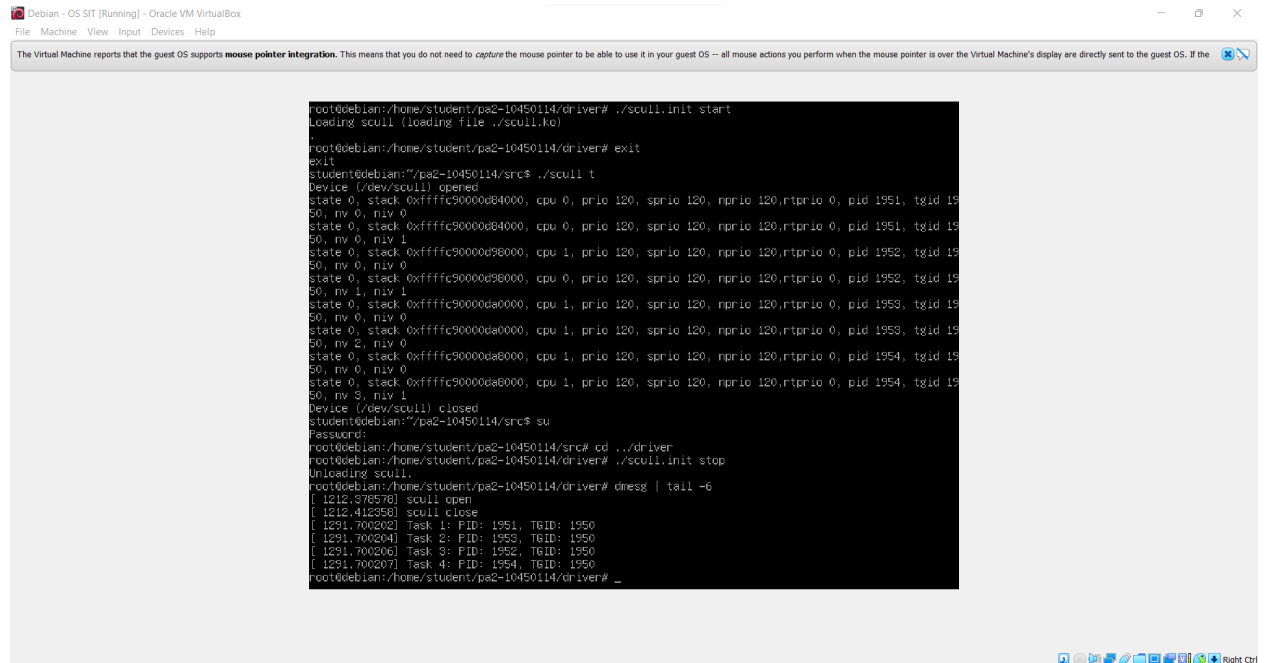 Debian - OS SIT [Running] - Oracle VM VirtualBox
File Machine View Input Devices Help
The Virtual Machine reports that the guest OS supports mouse pointer integration. This means that you do not need to capture the mouse pointer to be able to use it in your guest OS -- all mouse actions you perform when the mouse pointer is over the Virtual Machine's display are directly sent to the guest OS. If the
root@debian:/home/student/pa2-10450114/driver# ./scull.init start
Loading scull (loading file ./scull.ko)
.
root@debian:/home/student/pa2-10450114/driver# exit
exit
student@debian:~/pa2-10450114/src$ ./scull t
Device (/dev/scull) opened
state 0, stack 0xffffc90000d84000, cpu 0, prio 120, sprio 120, nprio 120,rtprio 0, pid 1951, tgid 19
50, nv 0, niv 0
state 0, stack 0xffffc90000d84000, cpu 0, prio 120, sprio 120, nprio 120,rtprio 0, pid 1951, tgid 19
50, nv 0, niv 1
state 0, stack 0xffffc90000d98000, cpu 1, prio 120, sprio 120, nprio 120,rtprio 0, pid 1952, tgid 19
50, nv 0, niv 0
state 0, stack 0xffffc90000d98000, cpu 0, prio 120, sprio 120, nprio 120,rtprio 0, pid 1952, tgid 19
50, nv 1, niv 1
state 0, stack 0xffffc90000da0000, cpu 1, prio 120, sprio 120, nprio 120,rtprio 0, pid 1953, tgid 19
50, nv 0, niv 0
state 0, stack 0xffffc90000da0000, cpu 1, prio 120, sprio 120, nprio 120,rtprio 0, pid 1953, tgid 19
50, nv 2, niv 0
state 0, stack 0xffffc90000da8000, cpu 1, prio 120, sprio 120, nprio 120,rtprio 0, pid 1954, tgid 19
50, nv 0, niv 0
state 0, stack 0xffffc90000da8000, cpu 1, prio 120, sprio 120, nprio 120,rtprio 0, pid 1954, tgid 19
50, nv 3, niv 1
Device (/dev/scull) closed
student@debian:~/pa2-10450114/src$ su
Password:
root@debian:/home/student/pa2-10450114/src# cd ../driver
root@debian:/home/student/pa2-10450114/driver# ./scull.init stop
Unloading scull.
root@debian:/home/student/pa2-10450114/driver# dmesg | tail -6
[ 1212.378578] scull open
[ 1212.412358] scull close
[ 1291.700202] Task 1: PID: 1951, TGID: 1950
[ 1291.700204] Task 2: PID: 1953, TGID: 1950
[ 1291.700206] Task 3: PID: 1952, TGID: 1950
[ 1291.700207] Task 4: PID: 1954, TGID: 1950
root@debian:/home/student/pa2-10450114/driver# _
Right Ctrl